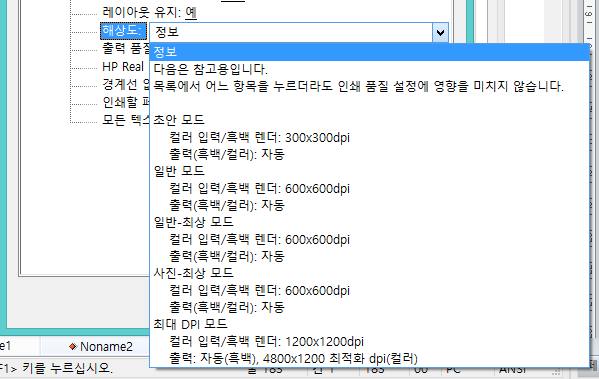 레이아웃 유지: 예
해상도: 정보
출력 품질
정보
다음은 참고용입니다.
HP Real
목록에서 어느 항목을 누르더라도 인쇄 품질 설정에 영향을 미치지 않습니다.
경계선
인쇄할
모든
초안 모드
컬러 입력/흑백 렌더: 300x300dpi
출력(흑백/컬러): 자동
일반 모드
컬러 입력/흑백 렌더: 600x600dpi
출력(흑백/컬러): 자동
일반-최상 모드
컬러 입력/흑백 렌더: 600x600dpi
출력(흑백/컬러): 자동
사진-최상 모드
컬러 입력/흑백 렌더: 600x600dpi
출력(흑백/컬러): 자동
최대 DPI 모드
컬러 입력/흑백 렌더: 1200x1200dpi
출력: 자동(흑백), 4800x1200 최적화 dpi(컬러)
e1
Noname2
F1> 키를 누르십시오.